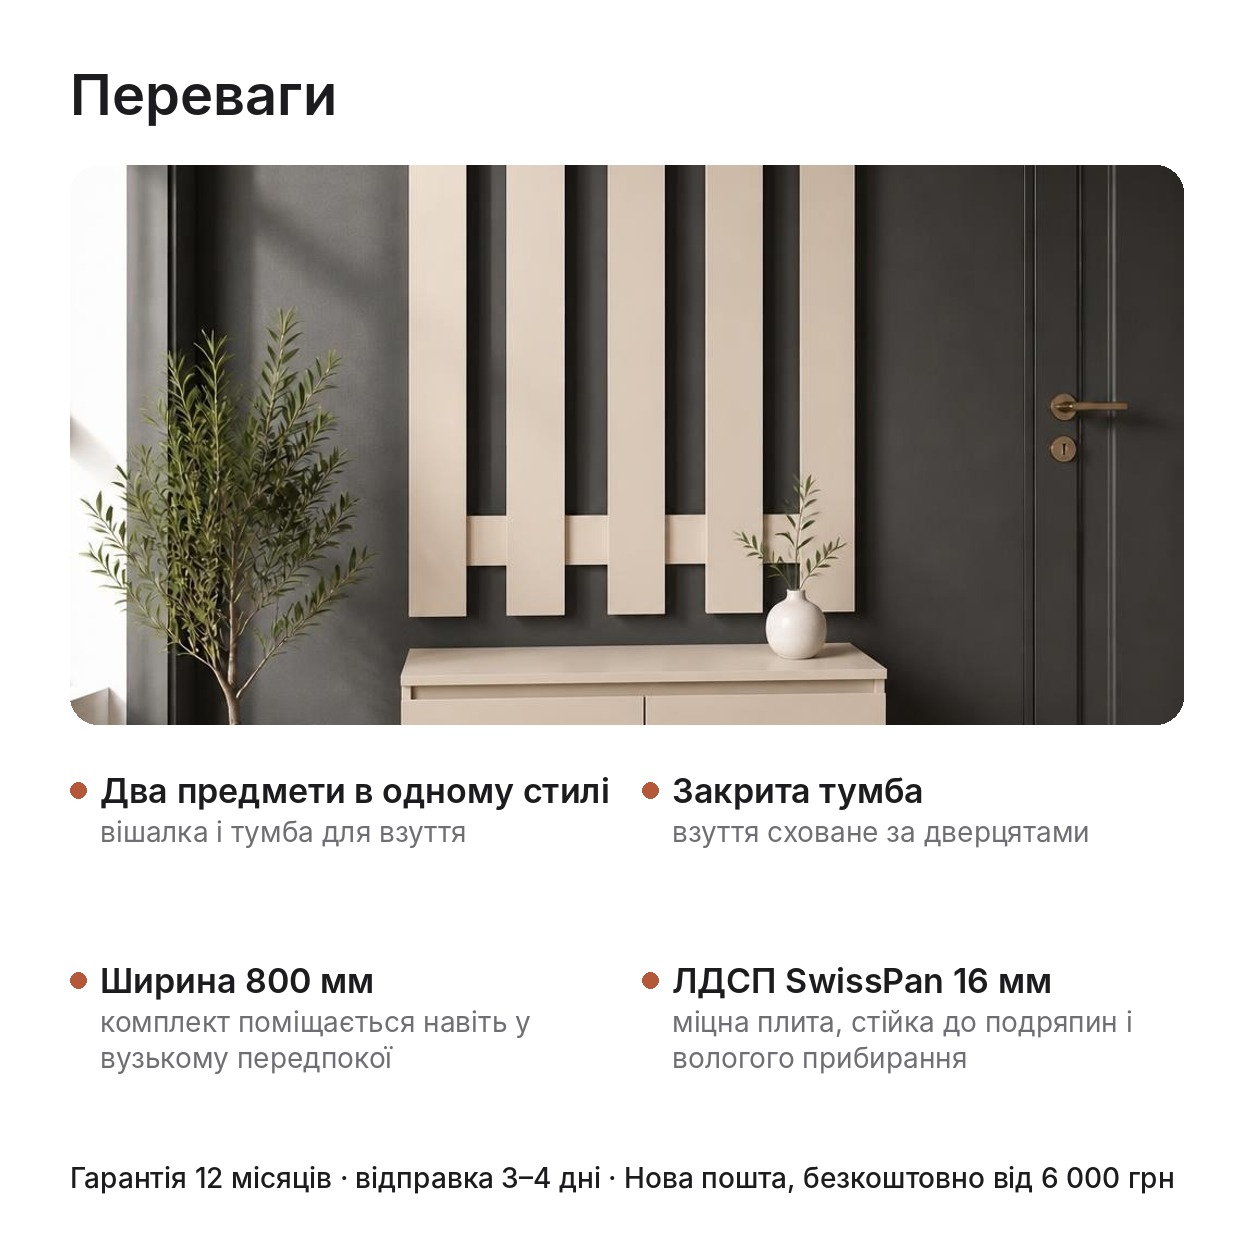 Переваги
Два предмети в одному стилі
вішалка і тумба для взуття
Закрита тумба
взуття сховане за дверцятами
Ширина 800 мм
комплект поміщається навіть у
вузькому передпокої
ЛДСП SwissPan 16 мм
міцна плита, стійка до подряпин і
вологого прибирання
Гарантія 12 місяців · відправка 3–4 дні · Нова пошта, безкоштовно від 6 000 грн